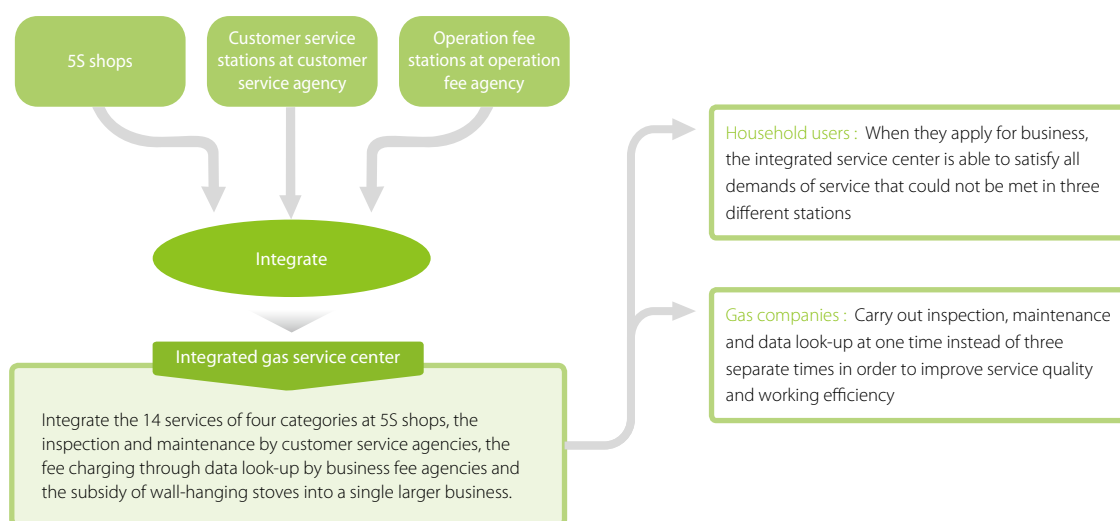 5S shops
Customer service
stations at customer
service agency
Operation fee
stations at operation
fee agency
Integrate
Integrated gas service center
Integrate the 14 services of four categories at 5S shops, the
inspection and maintenance by customer service agencies, the
fee charging through data look-up by business fee agencies and
the subsidy of wall-hanging stoves into a single larger business.
Household users : When they apply for business,
the integrated service center is able to satisfy all
demands of service that could not be met in three
different stations
Gas companies : Carry out inspection, maintenance
and data look-up at one time instead of three
separate times in order to improve service quality
and working efficiency